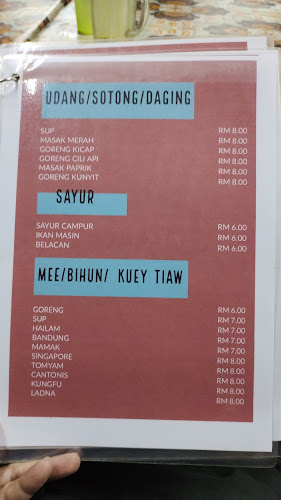 UDANG/SOTONG/DAGING
SUP RM 8.00
MASAK MERAH RM 8.00
GORENG KICAP RM 8.00
GORENG CILI API RM 8.00
MASAK PAPRIK RM 8.00
GORENG KUNYIT RM 8.00
SAYUR
SAYUR CAMPUR RM 6.00
IKAN MASIN RM 6.00
BELACAN RM 6.00
MEE/BIHUN/ KUEY TIAW
GORENG RM 6.00
SUP RM 7.00
HAILAM RM 7.00
BANDUNG RM 7.00
MAMAK RM 7.00
SINGAPORE RM 8.00
TOMYAM RM 8.00
CANTONIS RM 8.00
KUNGFU RM 8.00
LADNA RM 8.00